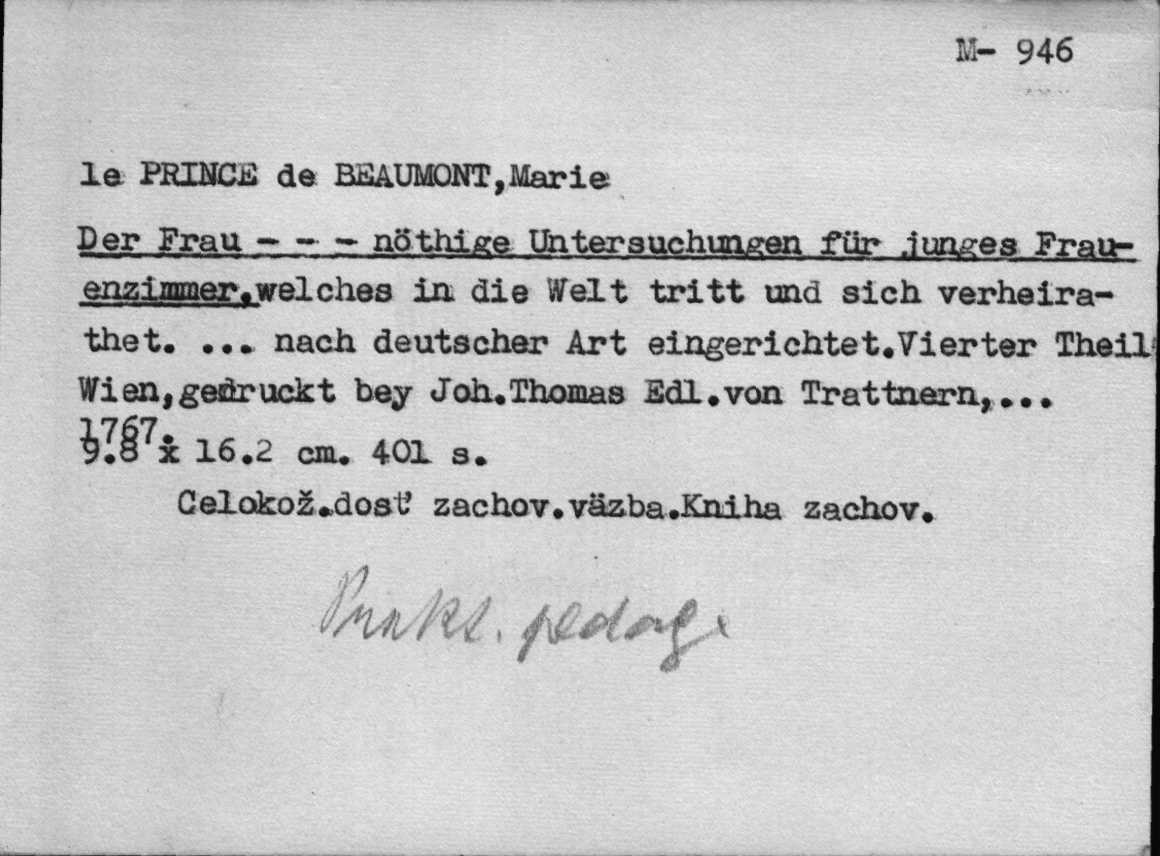 M- 946
le PRINCE de BEAUMONT,Marie
Der Frau - - - nöthige Untersuchungen für junges Frau-
enzimmer,welches in die Welt tritt und sich verheira-
thet. ... nach deutscher Art eingerichtet.Vierter Theil
Wien,gedruckt bey Joh.Thomas Edl.von Trattnern,...
1767.
9.8 x 16.2 cm. 401 s.
Celokož.dosť zachov.väzba.Kniha zachov.
Prakt. pedag.